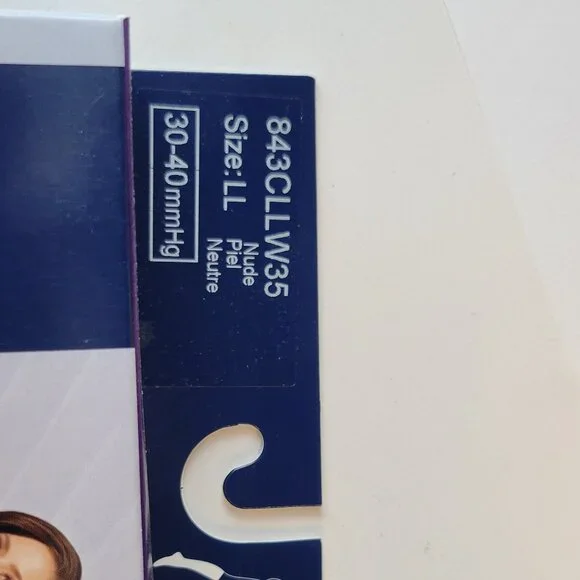 843CLLW35
Size: LL
Nude
Piel
Neutre
30-40mmHg